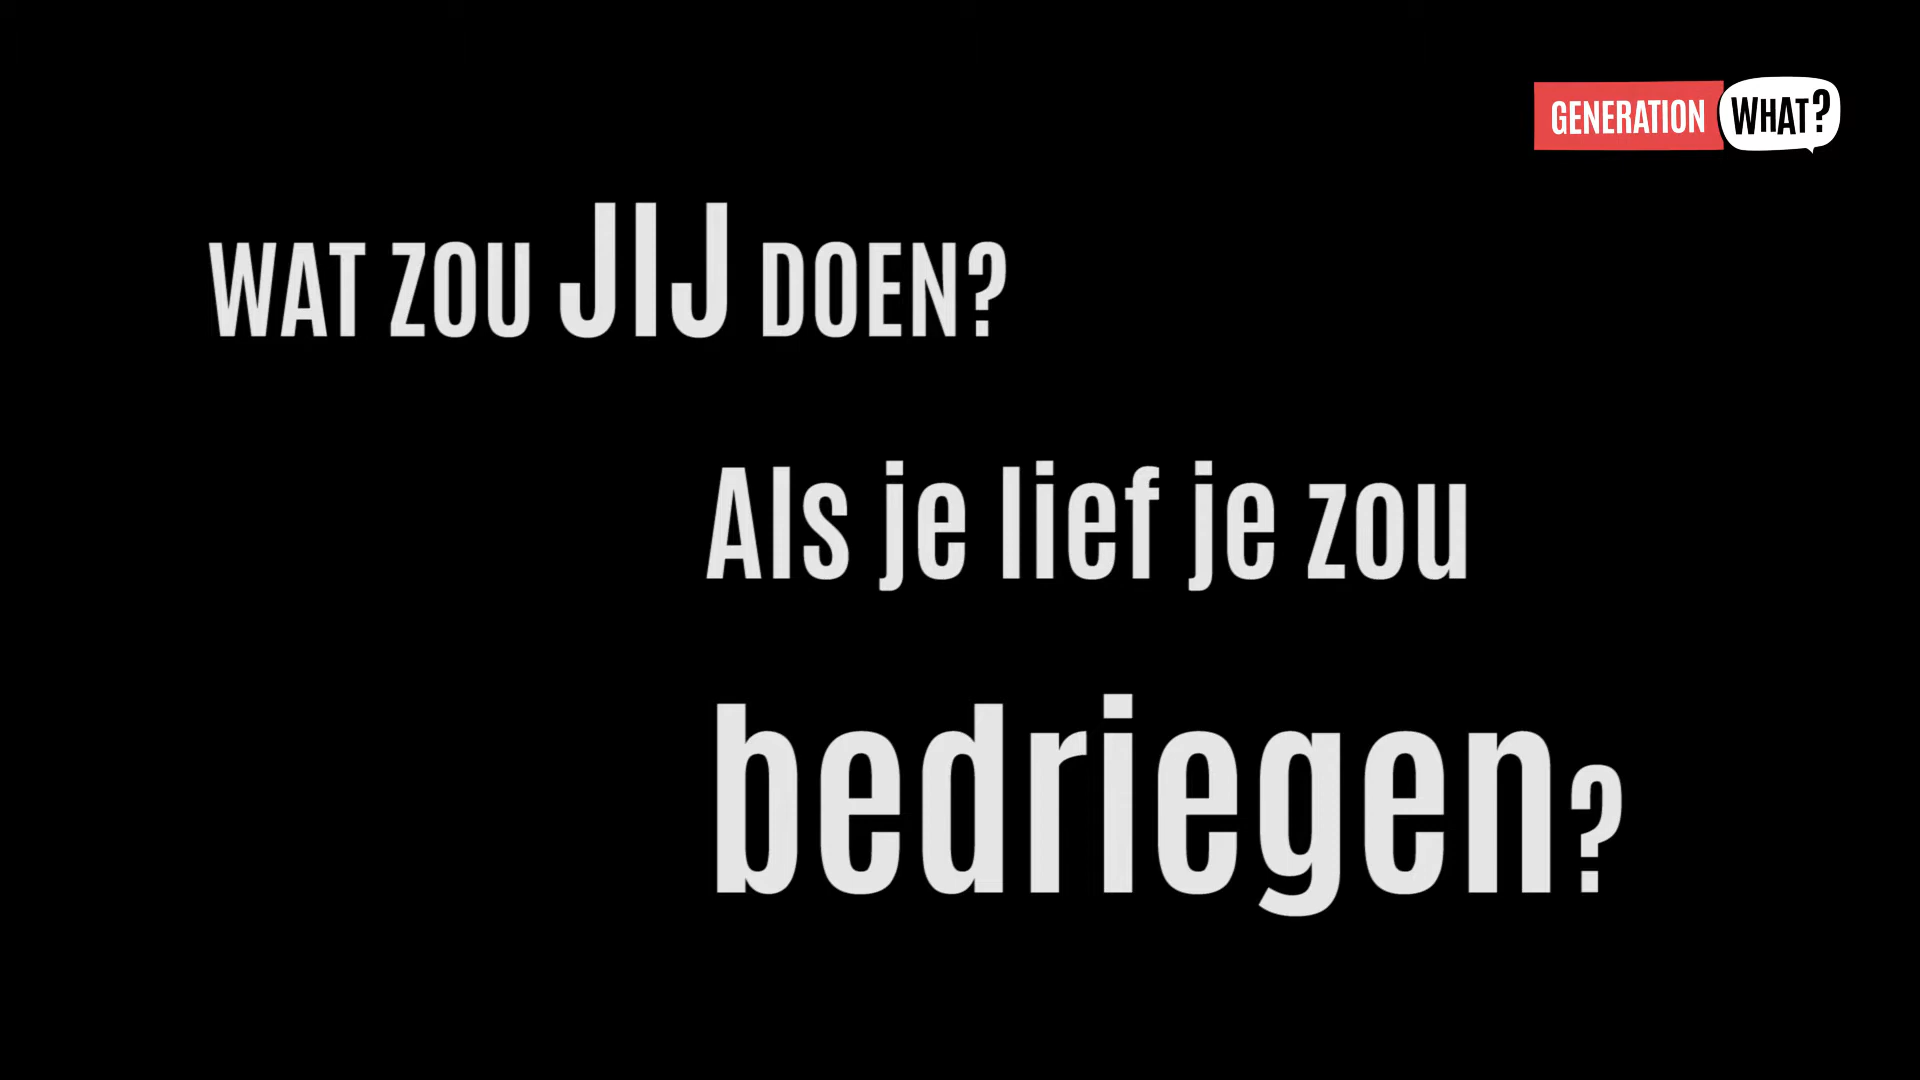 GENERATION WHAT?
WAT ZOU JIJ DOEN?
Als je lief je zou
bedriegen?